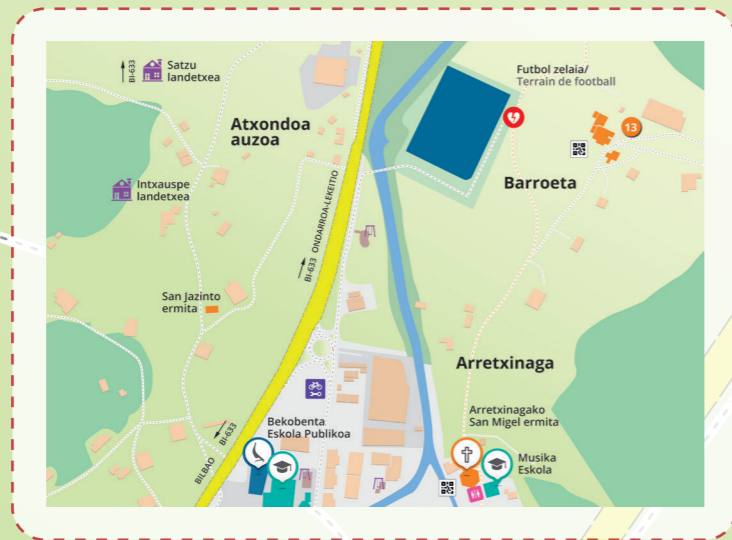 BI-633
Satzu
landetxea
Futbol zelaia/
Terrain de football
Atxondoa
auzoa
13
Intxauspe
landetxea
Barroeta
BI-633 ONDARROA-LEKEITIO
San Jazinto
ermita
Arretxinaga
Arretxinagako
San Migel ermita
Bekobenta
Eskola Publikoa
BILBAO BI-633
Musika
Eskola